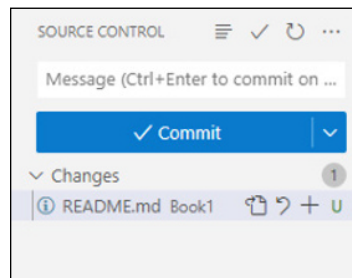 SOURCE CONTROL
Message (Ctrl+Enter to commit on ...
Commit
Changes 1
README.md Book1 U